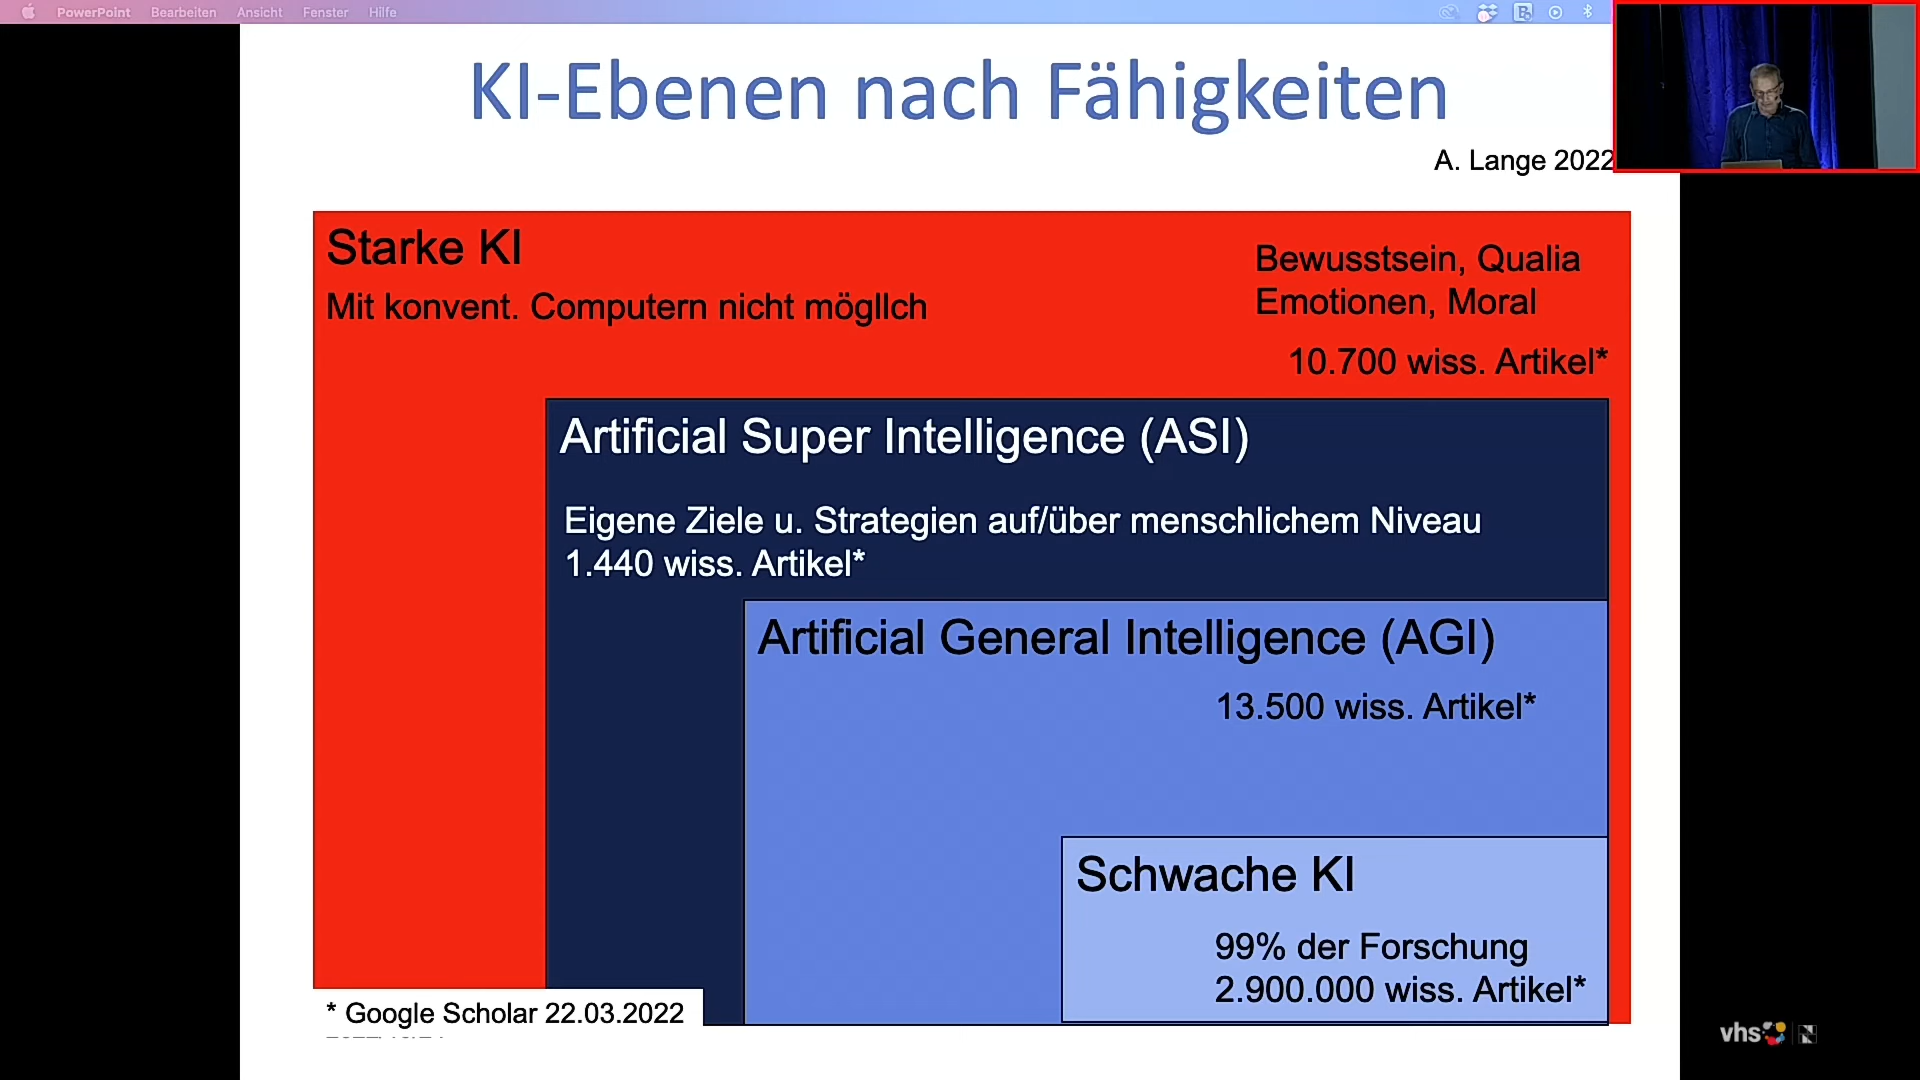 PowerPoint Bearbeiten Ansicht Fenster Hilfe
KI-Ebenen nach Fähigkeiten
A. Lange 2022
Starke KI
Mit konvent. Computern nicht mögllch
Bewusstsein, Qualia
Emotionen, Moral
10.700 wiss. Artikel*
Artificial Super Intelligence (ASI)
Eigene Ziele u. Strategien auf/über menschlichem Niveau
1.440 wiss. Artikel*
Artificial General Intelligence (AGI)
13.500 wiss. Artikel*
Schwache KI
99% der Forschung
2.900.000 wiss. Artikel*
* Google Scholar 22.03.2022
vhs